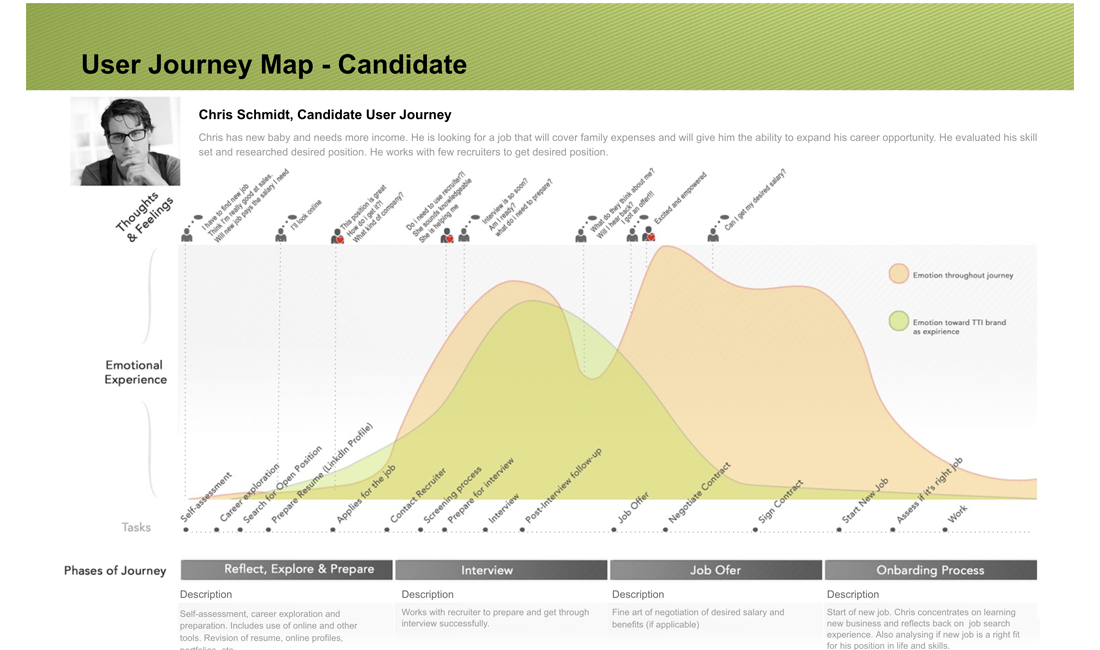 User Journey Map - Candidate
Chris Schmidt, Candidate User Journey
Chris has new baby and needs more income. He is looking for a job that will cover family expenses and will give him the ability to expand his career opportunity. He evaluated his skill
set and researched desired position. He works with few recruiters to get desired position.
Thoughts
& Feelings
I have to find new job
Think I'm really good at sales.
Will new job pays the salary I need
I'll look online
This position is great
How do I get it?!
What kind of company?
Do I need to use recruiter?!
She sounds knowledgeable
She is helping me
Interview is so soon?
Am I ready?
what do I need to prepare?
What do they think about me?
Will I hear back?
I got an offer!!!
Excited and empowered
Can I get my desired salary?
Emotion throughout journey
Emotion toward TTI brand
as expirience
Emotional
Experience
Self-assessment
Career exploration
Search for Open Position
Prepare Resume (LinkdIn Profile)
Applies for the job
Contact Recruiter
Screening process
Prepare for interview
Interview
Post-Interview follow-up
Job Offer
Negotiate Contract
Sign Contract
Start New Job
Assess if it's right job
Work
Tasks
Phases of Journey
Reflect, Explore & Prepare
Interview
Job Ofer
Onbarding Process
Description
Self-assessment, career exploration and
preparation. Includes use of online and other
tools. Revision of resume, online profiles,
Description
Works with recruiter to prepare and get through
interview successfully.
Description
Fine art of negotiation of desired salary and
benefits (if applicable)
Description
Start of new job. Chris concentrates on learning
new business and reflects back on job search
experience. Also analysing if new job is a right fit
for his position in life and skills.